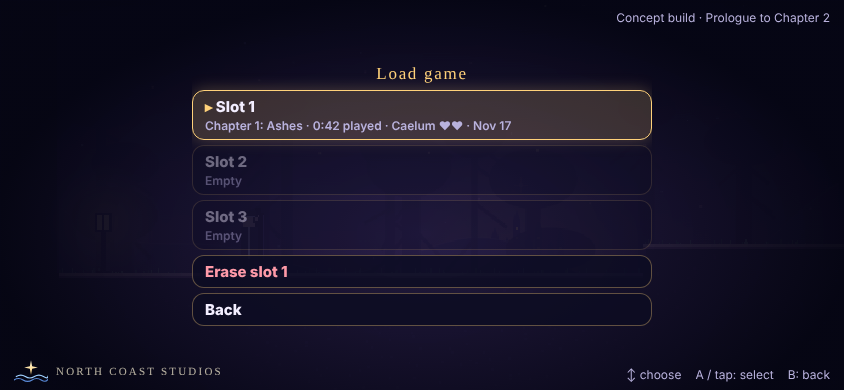 Concept build · Prologue to Chapter 2
Load game
▸ Slot 1
Chapter 1: Ashes · 0:42 played · Caelum ♥♥ · Nov 17
Slot 2
Empty
Slot 3
Empty
Erase slot 1
Back
NORTH COAST STUDIOS
↕ choose A / tap: select B: back